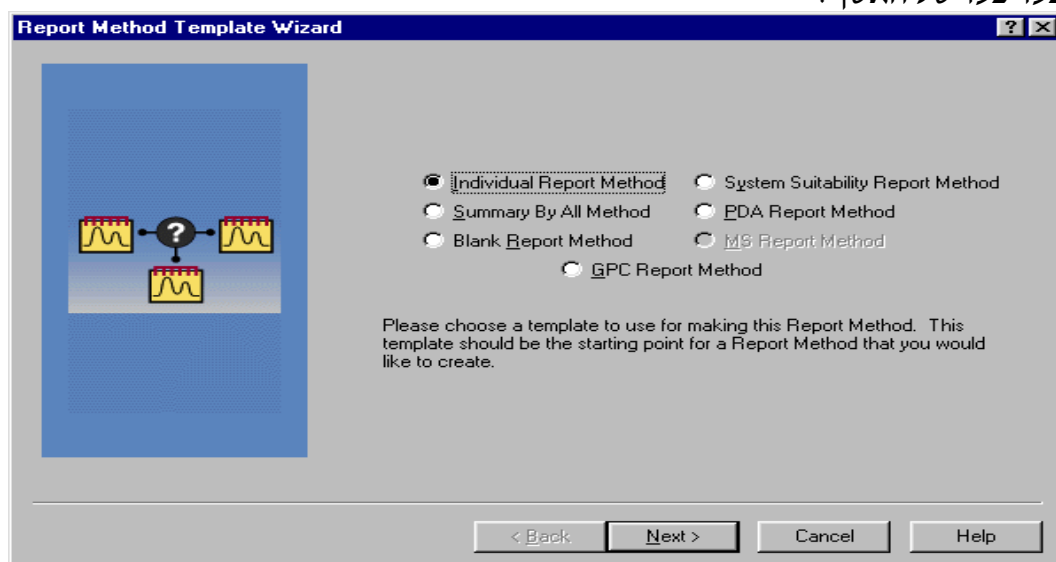 Report Method Template Wizard
Individual Report Method System Suitability Report Method
Summary By All Method PDA Report Method
Blank Report Method MS Report Method
GPC Report Method
Please choose a template to use for making this Report Method. This
template should be the starting point for a Report Method that you would
like to create.
< Back Next > Cancel Help